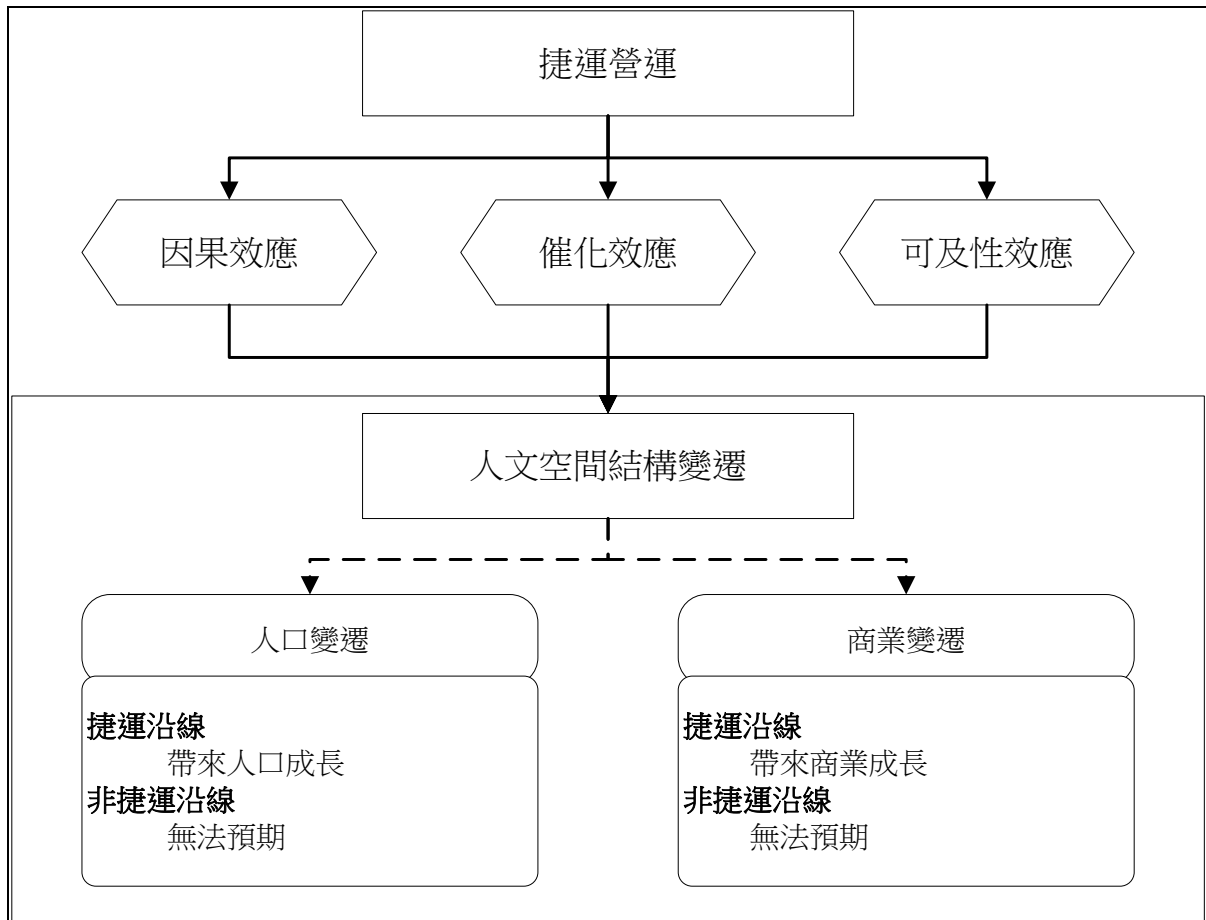 捷運營運
因果效應
催化效應
可及性效應
人文空間結構變遷
人口變遷
商業變遷
捷運沿線
帶來人口成長
非捷運沿線
無法預期
捷運沿線
帶來商業成長
非捷運沿線
無法預期